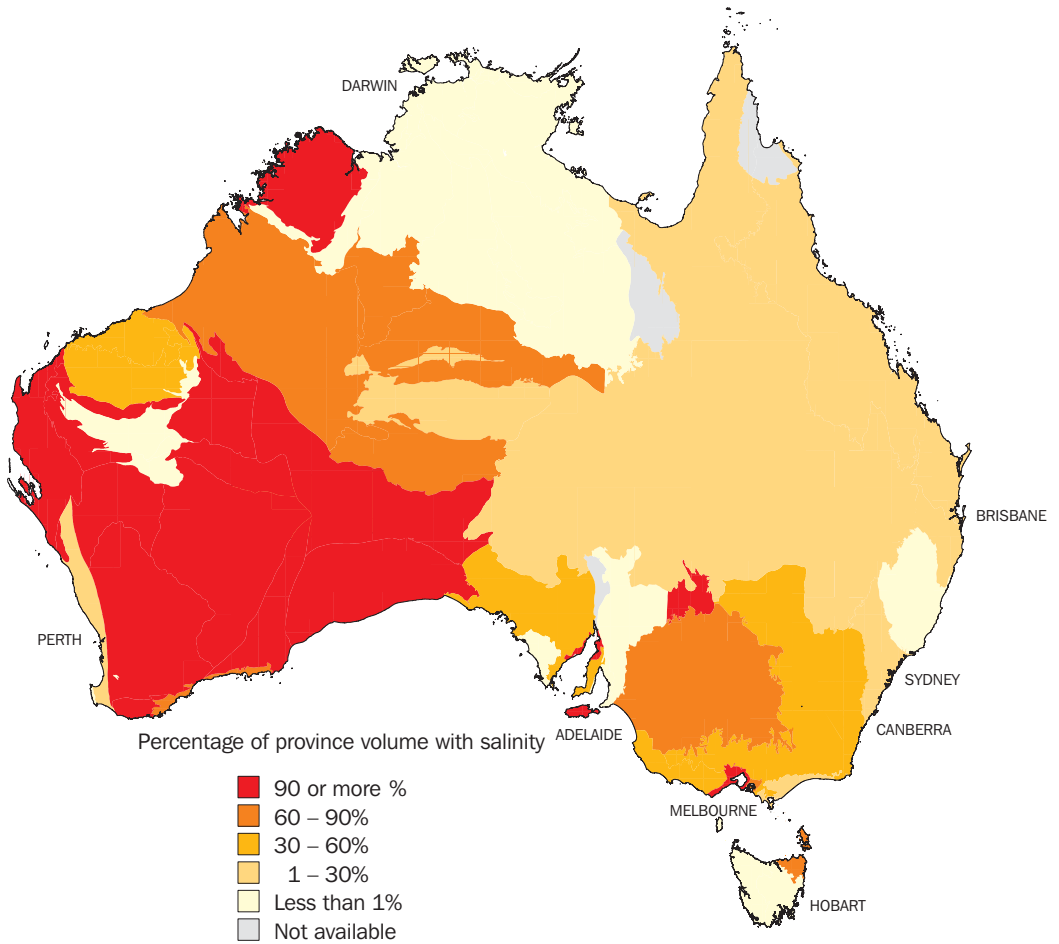 DARWIN
BRISBANE
PERTH
SYDNEY
CANBERRA
ADELAIDE
Percentage of province volume with salinity
90 or more %
60 – 90%
30 – 60%
1 – 30%
Less than 1%
Not available
MELBOURNE
HOBART